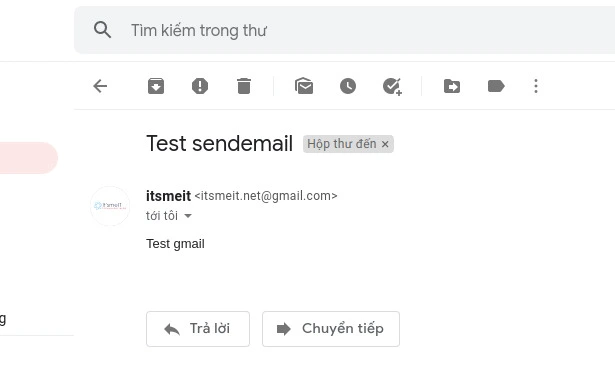 Tìm kiếm trong thư
Test sendemail Hộp thư đến ×
itsmeit <itsmeit.net@gmail.com>
tới tôi
Test gmail
g
Trả lời Chuyển tiếp